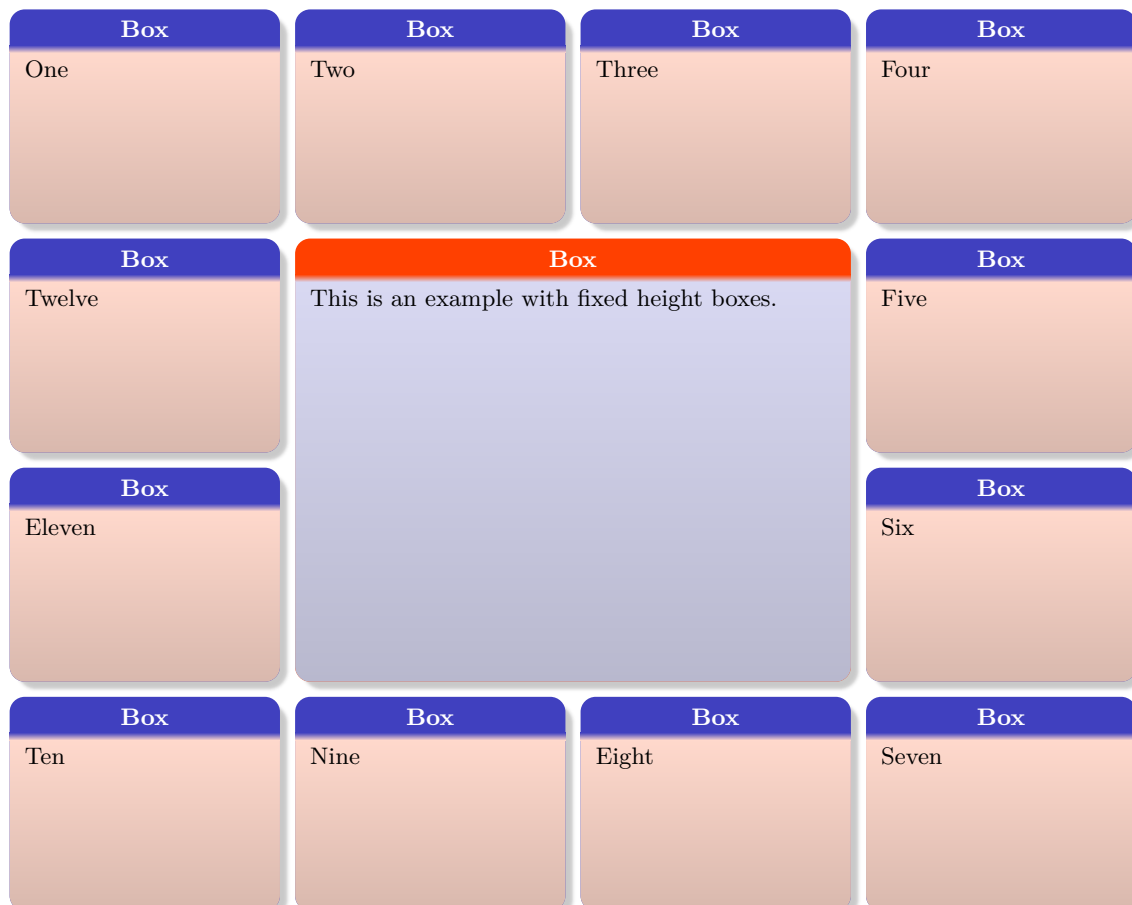 Box
One
Box
Two
Box
Three
Box
Four
Box
Twelve
Box
This is an example with fixed height boxes.
Box
Five
Box
Eleven
Box
Six
Box
Ten
Box
Nine
Box
Eight
Box
Seven